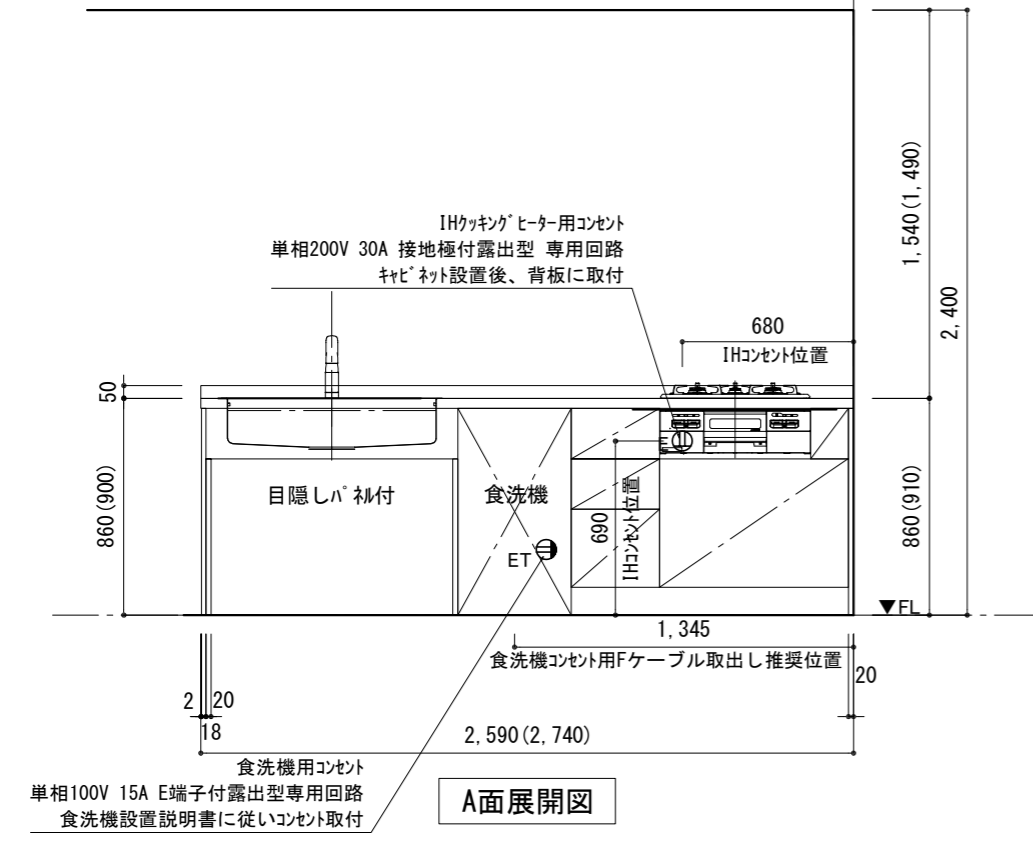 1,540(1,490)
2,400
IHｸｯｷﾝｸﾞﾋｰﾀｰ用ｺﾝｾﾝﾄ
単相200V 30A 接地極付露出型 専用回路
ｷｬﾋﾞﾈｯﾄ設置後、背板に取付
680
IHｺﾝｾﾝﾄ位置
50
860(900)
目隠しﾊﾟﾈﾙ付
食洗機
ET
690
IHｺﾝｾﾝﾄ位置
E
860(910)
▼FL
1,345
食洗機ｺﾝｾﾝﾄ用Fケーブル取出し推奨位置
20
2
20
18
2,590(2,740)
食洗機用ｺﾝｾﾝﾄ
単相100V 15A E端子付露出型専用回路
食洗機設置説明書に従いｺﾝｾﾝﾄ取付
A面展開図